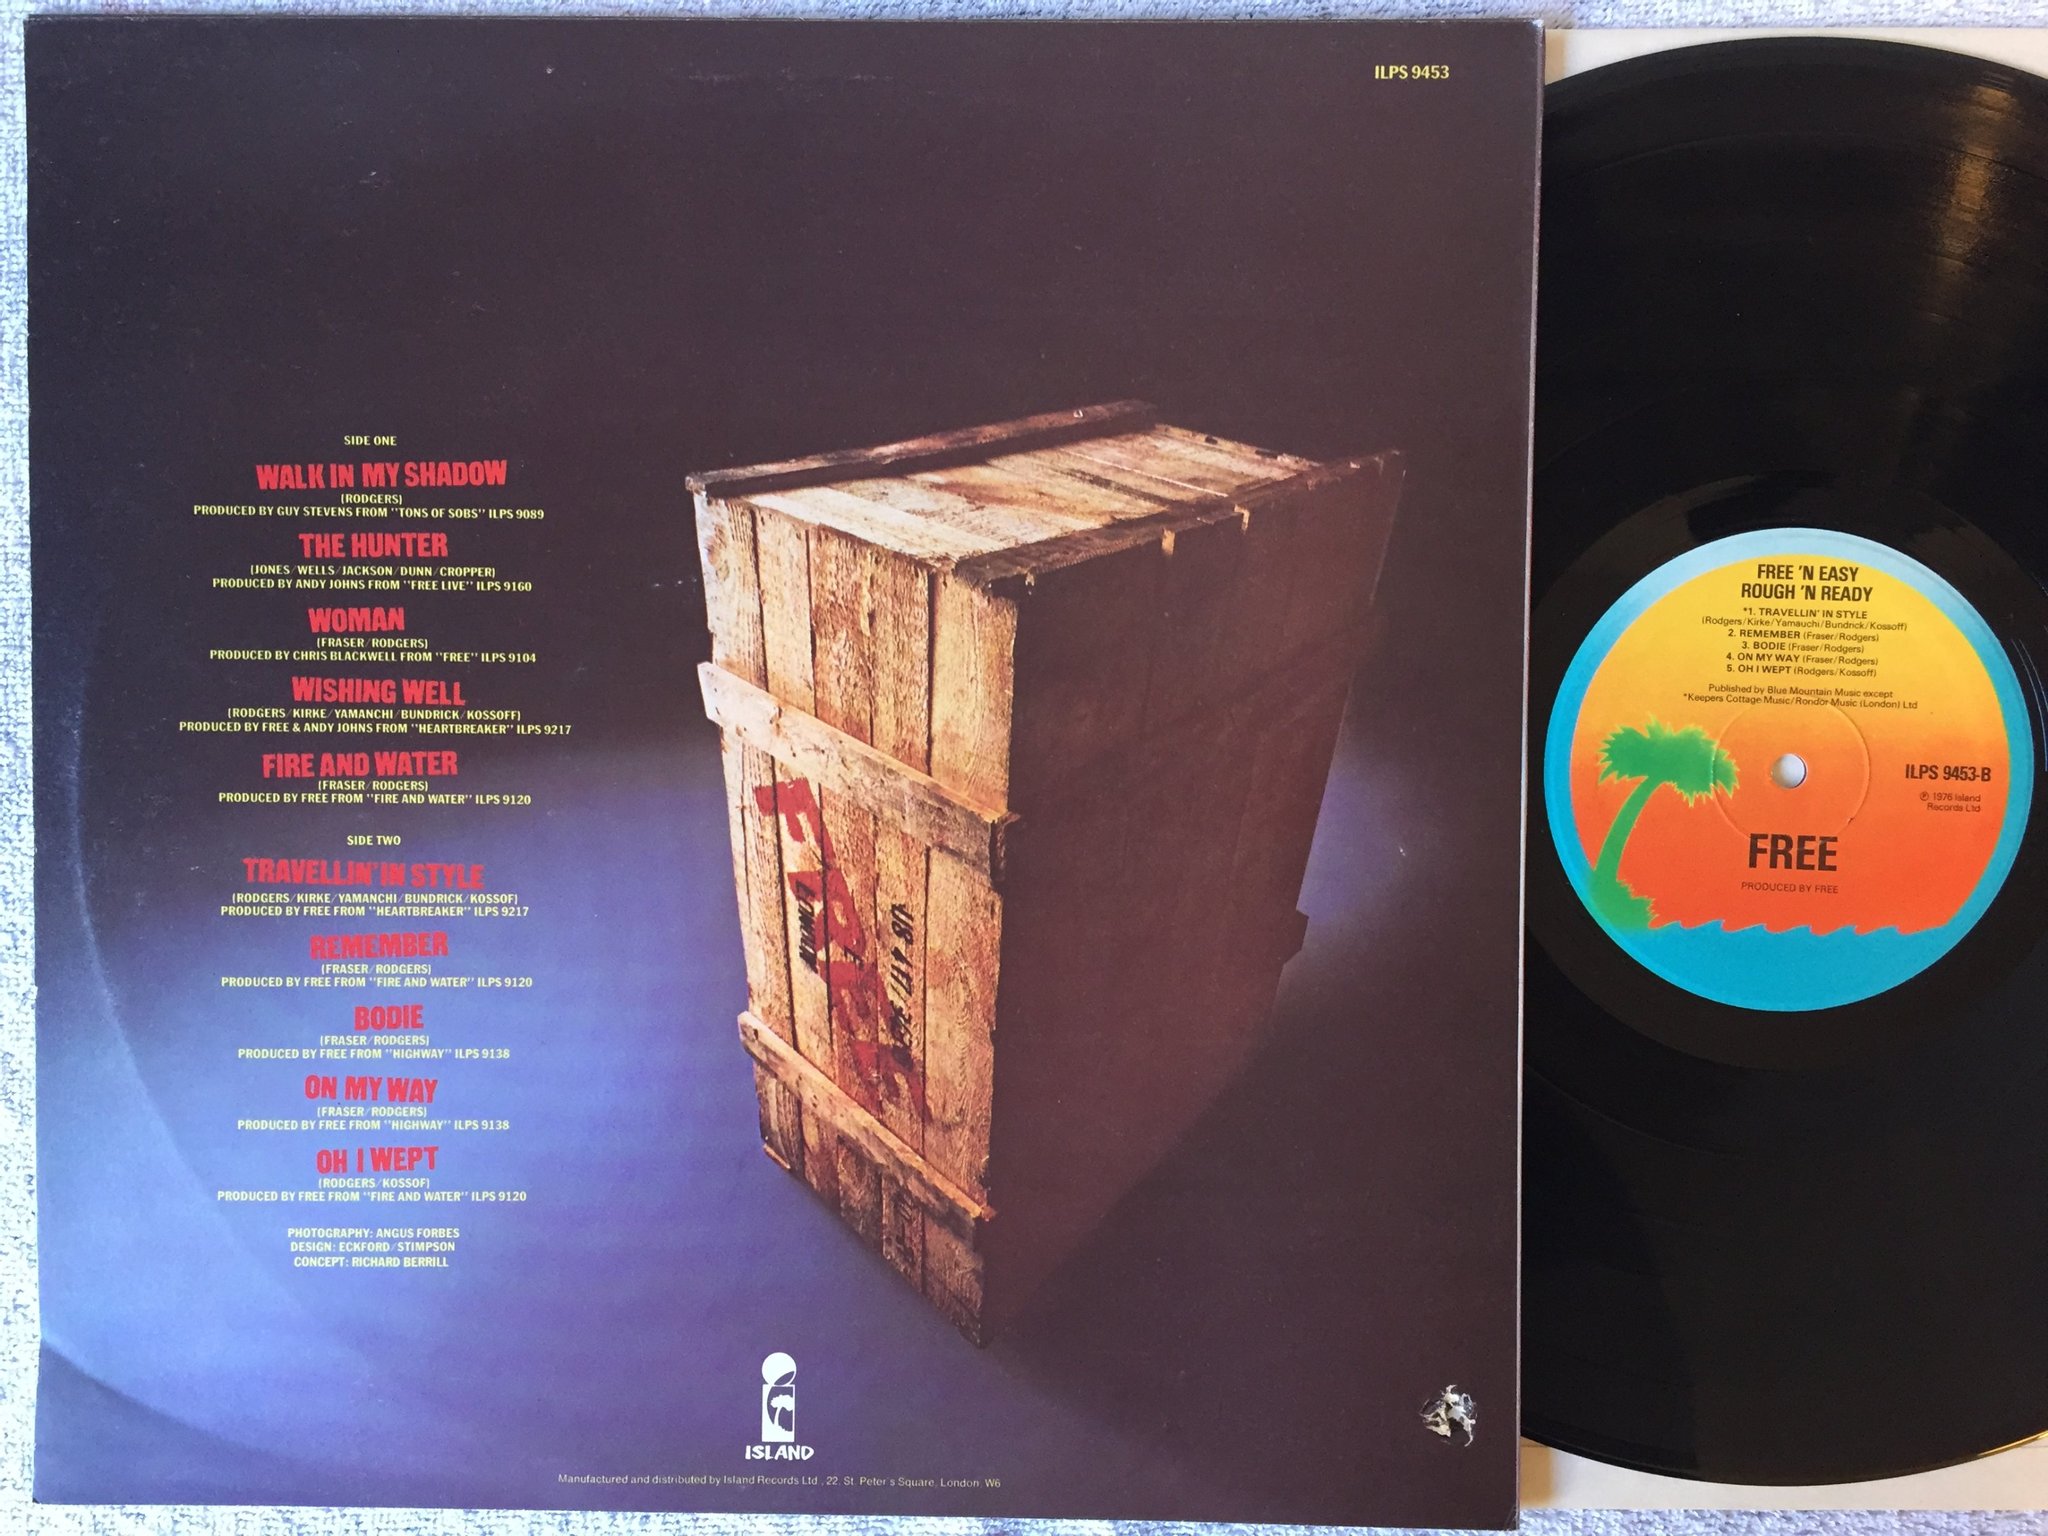 ILPS 9453
SIDE ONE
WALK IN MY SHADOW
(RODGERS)
PRODUCED BY GUY STEVENS FROM "TONS OF SOBS" ILPS 9089
THE HUNTER
(JONES/WELLS/JACKSON/DUNN/CROPPER)
PRODUCED BY ANDY JOHNS FROM "FREE LIVE" ILPS 9160
WOMAN
(FRASER/RODGERS)
PRODUCED BY CHRIS BLACKWELL FROM "FREE" ILPS 9104
WISHING WELL
(RODGERS/KIRKE/YAMANCHI/BUNDRICK/KOSSOFF)
PRODUCED BY FREE & ANDY JOHNS FROM "HEARTBREAKER" ILPS 9217
FIRE AND WATER
(FRASER/RODGERS)
PRODUCED BY FREE FROM "FIRE AND WATER" ILPS 9120
SIDE TWO
TRAVELLIN' IN STYLE
(RODGERS/KIRKE/YAMANCHI/BUNDRICK/KOSSOF)
PRODUCED BY FREE FROM "HEARTBREAKER" ILPS 9217
REMEMBER
(FRASER/RODGERS)
PRODUCED BY FREE FROM "FIRE AND WATER" ILPS 9120
BODIE
(FRASER/RODGERS)
PRODUCED BY FREE FROM "HIGHWAY" ILPS 9138
ON MY WAY
(FRASER/RODGERS)
PRODUCED BY FREE FROM "HIGHWAY" ILPS 9138
OH I WEPT
(RODGERS/KOSSOF)
PRODUCED BY FREE FROM "FIRE AND WATER" ILPS 9120
PHOTOGRAPHY: ANGUS FORBES
DESIGN: ECKFORD/STIMPSON
CONCEPT: RICHARD BERRILL
FREE
ISLAND
Manufactured and distributed by Island Records Ltd., 22, St. Peter's Square, London, W6
FREE 'N EASY
ROUGH 'N READY
*1. TRAVELLIN' IN STYLE
(Rodgers/Kirke/Yamauchi/Bundrick/Kossoff)
2. REMEMBER (Fraser/Rodgers)
3. BODIE (Fraser/Rodgers)
4. ON MY WAY (Fraser/Rodgers)
5. OH I WEPT (Rodgers/Kossoff)
Published by Blue Mountain Music except
*Keepers Cottage Music/Rondor Music (London) Ltd
ILPS 9453-B
℗ 1976 Island
Records Ltd
FREE
PRODUCED BY FREE